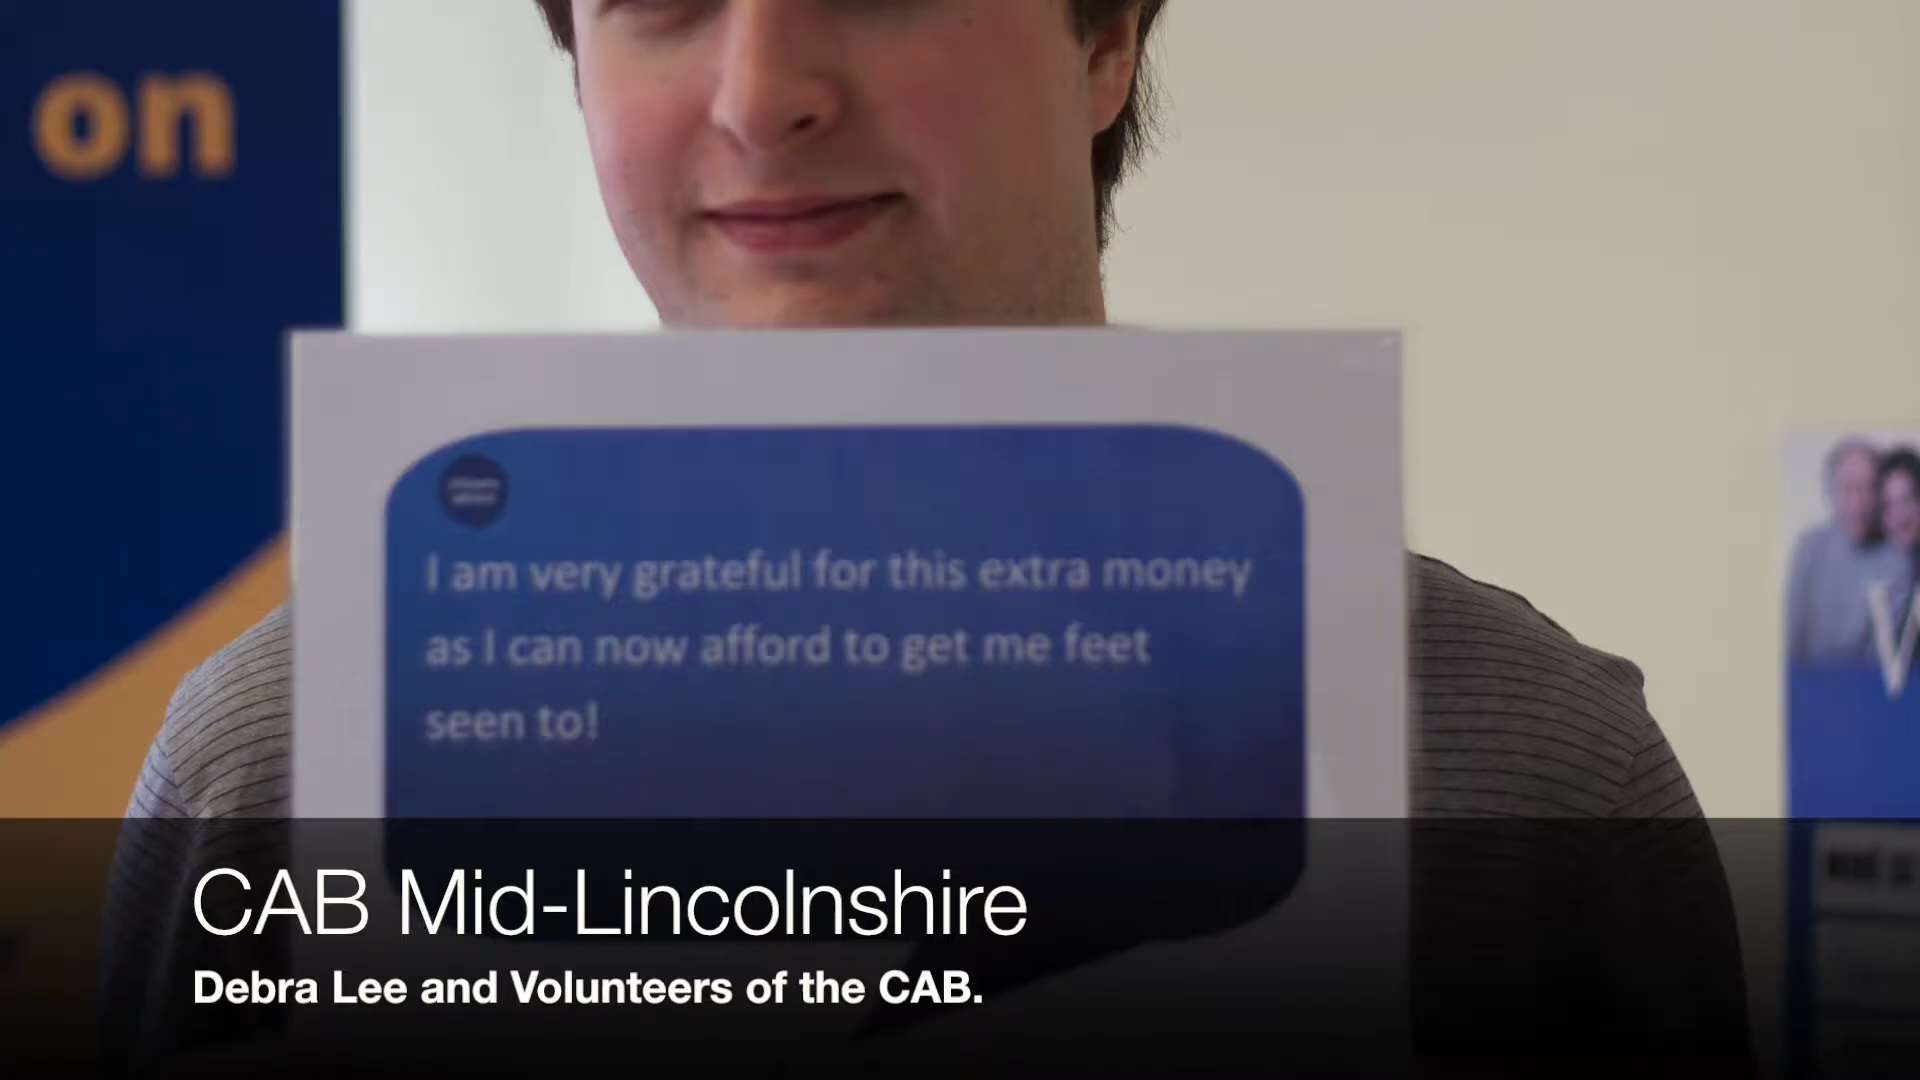 on
I am very grateful for this extra money
as I can now afford to get me feet
seen to!
CAB Mid-Lincolnshire
Debra Lee and Volunteers of the CAB.